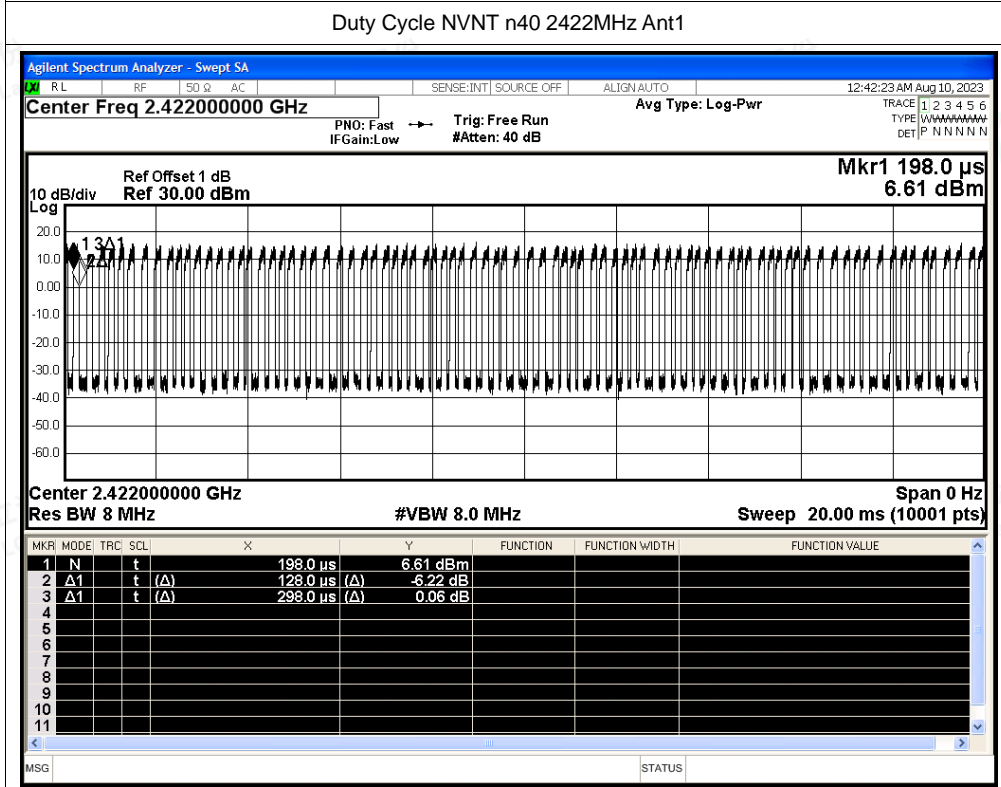 Duty Cycle NVNT n40 2422MHz Ant1
Agilent Spectrum Analyzer - Swept SA
LXI RL RF 50 Ω AC SENSE:INT SOURCE OFF ALIGN AUTO 12:42:23 AM Aug 10, 2023
Center Freq 2.422000000 GHz Avg Type: Log-Pwr TRACE 1 2 3 4 5 6
PNO: Fast Trig: Free Run TYPE WWWWWW
IFGain:Low #Atten: 40 dB DET P N N N N N
Mkr1 198.0 µs
Ref Offset 1 dB
10 dB/div Ref 30.00 dBm 6.61 dBm
Log
20.0
1 3Δ1
10.0
0.00
-10.0
-20.0
-30.0
-40.0
-50.0
-60.0
Center 2.422000000 GHz Span 0 Hz
Res BW 8 MHz #VBW 8.0 MHz Sweep 20.00 ms (10001 pts)
MKR MODE TRC SCL X Y FUNCTION FUNCTION WIDTH FUNCTION VALUE
1 N t 198.0 µs 6.61 dBm
2 Δ1 t (Δ) 128.0 µs (Δ) -6.22 dB
3 Δ1 t (Δ) 298.0 µs (Δ) 0.06 dB
4
5
6
7
8
9
10
11
MSG STATUS